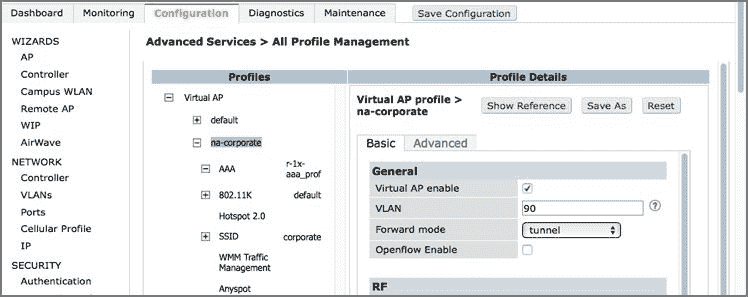 Dashboard Monitoring Configuration Diagnostics Maintenance Save Configuration
WIZARDS
AP
Controller
Campus WLAN
Remote AP
WIP
AirWave
NETWORK
Controller
VLANs
Ports
Cellular Profile
IP
SECURITY
Authentication
Advanced Services > All Profile Management
Profiles
Virtual AP
default
na-corporate
AAA r-1x-
aaa_prof
802.11K default
Hotspot 2.0
SSID corporate
WMM Traffic
Management
Anyspot
Profile Details
Virtual AP profile >
na-corporate
Show Reference Save As Reset
Basic Advanced
General
Virtual AP enable
VLAN 90
Forward mode tunnel
Openflow Enable
RF